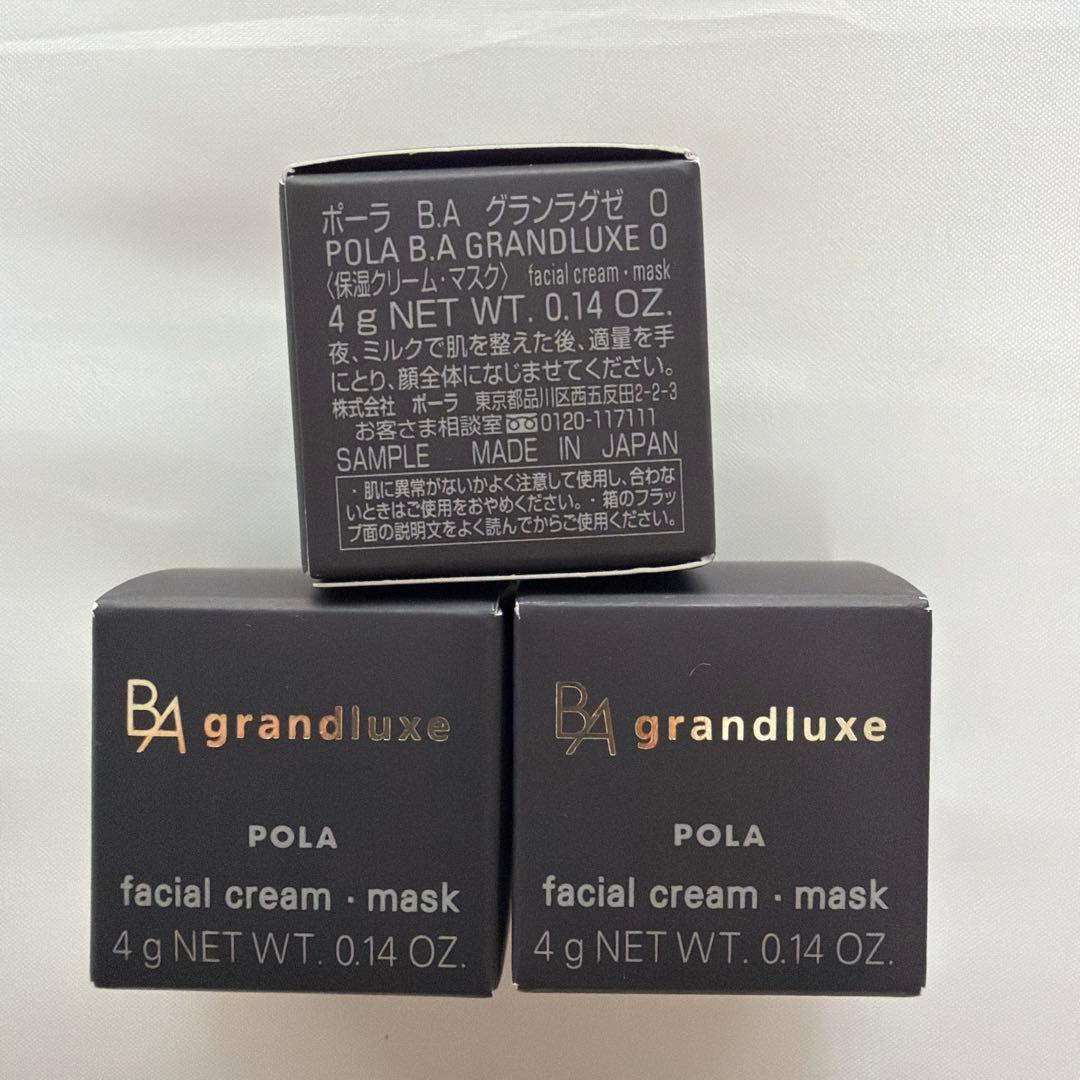 ポーラ B.A グランラグゼ O
POLA B.A GRANDLUXE O
〈保湿クリーム・マスク〉 facial cream・mask
4 g NET WT. 0.14 OZ.
夜、ミルクで肌を整えた後、適量を手
にとり、顔全体になじませてください。
株式会社 ポーラ 東京都品川区西五反田2-2-3
お客さま相談室 0120-117111
SAMPLE MADE IN JAPAN
・肌に異常がないかよく注意して使用し、合わな
いときはご使用をおやめください。・箱のフラッ
プ面の説明文をよく読んでからご使用ください。
BA grandluxe
POLA
facial cream・mask
4 g NET WT. 0.14 OZ.
BA grandluxe
POLA
facial cream・mask
4 g NET WT. 0.14 OZ.